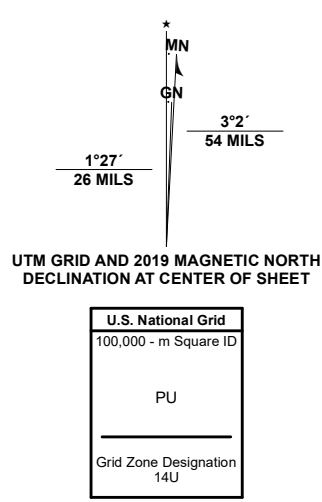 ★
MN
GN
3°2´
54 MILS
1°27´
26 MILS
UTM GRID AND 2019 MAGNETIC NORTH
DECLINATION AT CENTER OF SHEET
U.S. National Grid
100,000 - m Square ID
PU
Grid Zone Designation
14U